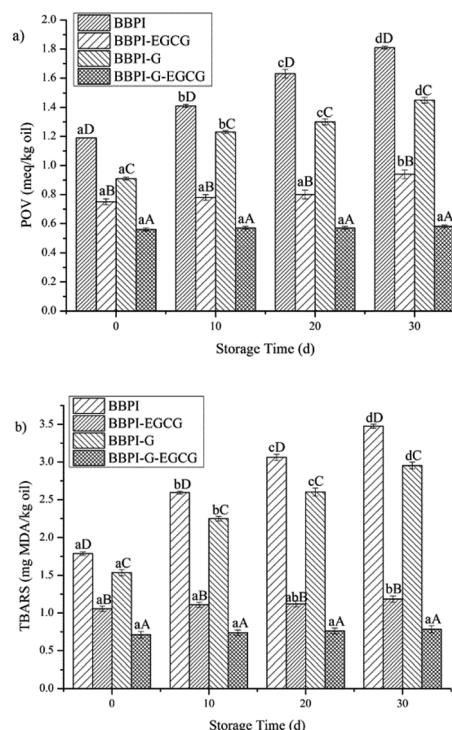 a)
BBPI
BBPI-EGCG
BBPI-G
BBPI-G-EGCG
POV (meq/kg oil)
2.0
1.8
1.6
1.4
1.2
1.0
0.8
0.6
0.4
0.2
0.0
aD aB aC aA
bD aB bC aA
cD aB cC aA
dD bB dC aA
0 10 20 30
Storage Time (d)
b)
BBPI
BBPI-EGCG
BBPI-G
BBPI-G-EGCG
TBARS (mg MDA/kg oil)
3.5
3.0
2.5
2.0
1.5
1.0
0.5
0.0
aD aB aC aA
bD aB bC aA
cD abB cC aA
dD bB dC aA
0 10 20 30
Storage Time (d)